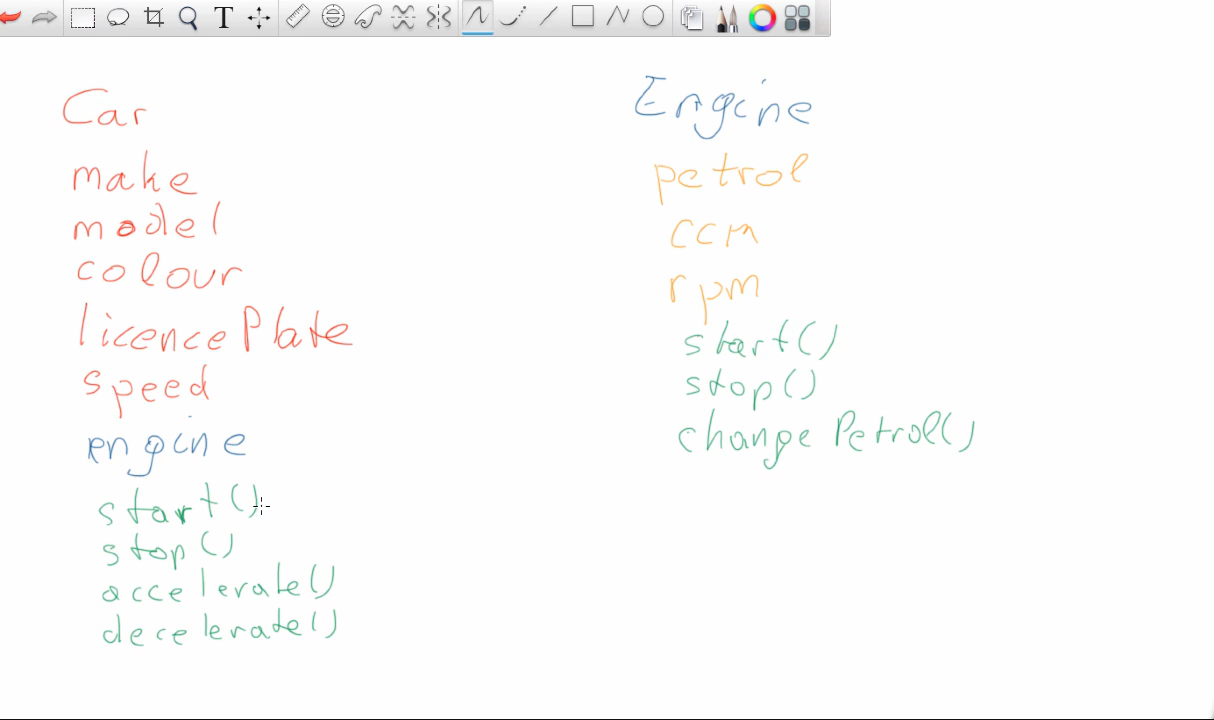 T
Car
make
model
colour
licencePlate
speed
engine
start()
stop()
accelerate()
decelerate()
Engine
petrol
ccm
rpm
start()
stop()
changePetrol()